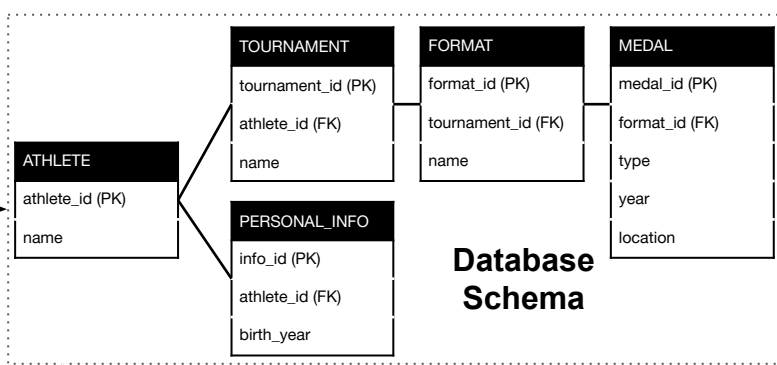 TOURNAMENT
tournament_id (PK)
athlete_id (FK)
name
FORMAT
format_id (PK)
tournament_id (FK)
name
MEDAL
medal_id (PK)
format_id (FK)
type
year
location
ATHLETE
athlete_id (PK)
name
PERSONAL_INFO
info_id (PK)
athlete_id (FK)
birth_year
Database
Schema